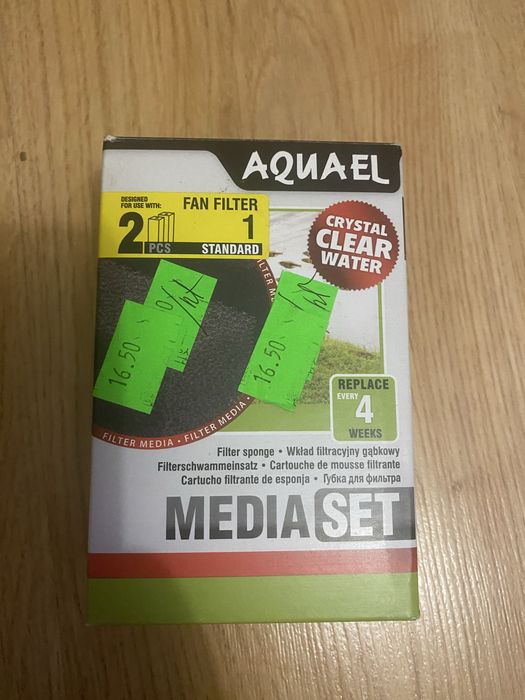 AQUAEL
DESIGNED
FOR USE WITH:
FAN FILTER
2 PCS
1
STANDARD
CRYSTAL
CLEAR
WATER
FILTER MEDIA
16.50
16.50
REPLACE
EVERY
4
WEEKS
FILTER MEDIA • FILTER MEDIA •
Filter sponge • Wkład filtracyjny gąbkowy
Filterschwammeinsatz • Cartouche de mousse filtrante
Cartucho filtrante de esponja • Губка для фильтра
MEDIA SET